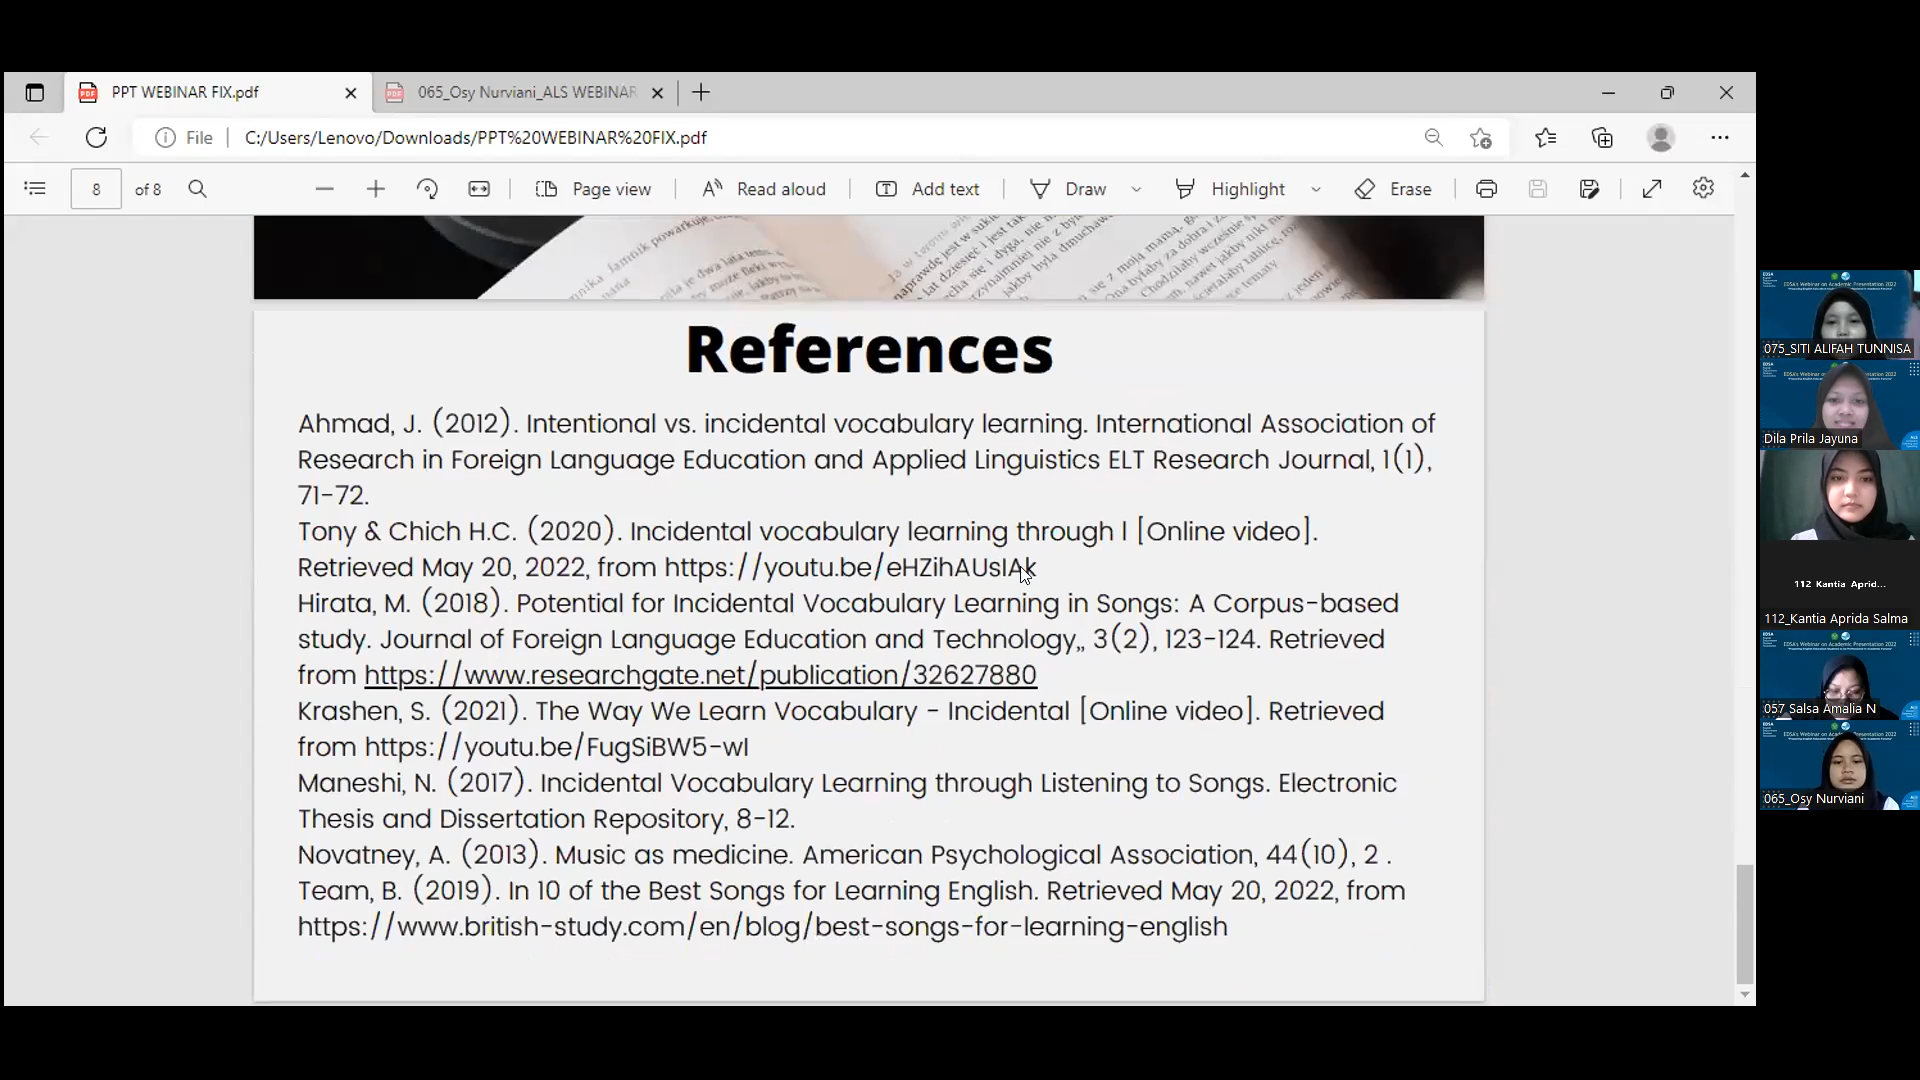 PPT WEBINAR FIX.pdf
065_Osy Nurviani_ALS WEBINAR
File
C:/Users/Lenovo/Downloads/PPT%20WEBINAR%20FIX.pdf
8 of 8
Page view
Read aloud
Add text
Draw
Highlight
Erase
References
Ahmad, J. (2012). Intentional vs. incidental vocabulary learning. International Association of
Research in Foreign Language Education and Applied Linguistics ELT Research Journal, 1(1),
71-72.
Tony & Chich H.C. (2020). Incidental vocabulary learning through l [Online video].
Retrieved May 20, 2022, from https://youtu.be/eHZihAUsIAk
Hirata, M. (2018). Potential for Incidental Vocabulary Learning in Songs: A Corpus-based
study. Journal of Foreign Language Education and Technology,, 3(2), 123-124. Retrieved
from https://www.researchgate.net/publication/32627880
Krashen, S. (2021). The Way We Learn Vocabulary - Incidental [Online video]. Retrieved
from https://youtu.be/FugSiBW5-wI
Maneshi, N. (2017). Incidental Vocabulary Learning through Listening to Songs. Electronic
Thesis and Dissertation Repository, 8-12.
Novatney, A. (2013). Music as medicine. American Psychological Association, 44(10), 2 .
Team, B. (2019). In 10 of the Best Songs for Learning English. Retrieved May 20, 2022, from
https://www.british-study.com/en/blog/best-songs-for-learning-english
075_SITI ALIFAH TUNNISA
Dila Prila Jayuna
112 Kantia Aprid...
112_Kantia Aprida Salma
057 Salsa Amalia N
065_Osy Nurviani